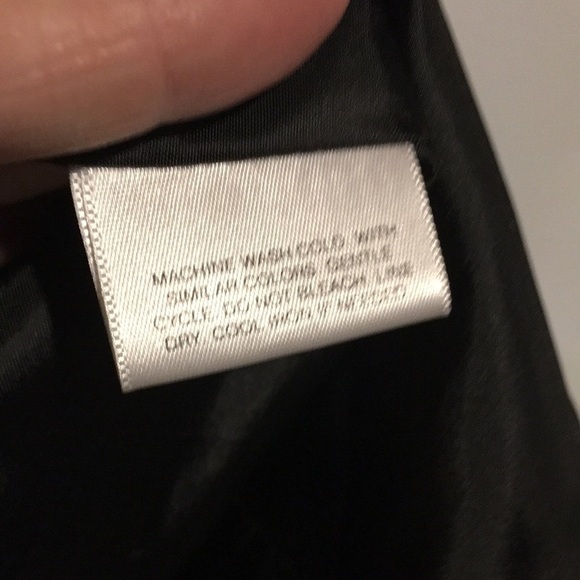 MACHINE WASH COLD, WITH
SIMILAR COLORS. GENTLE
CYCLE. DO NOT BLEACH. LINE
DRY. COOL IRON IF NEEDED